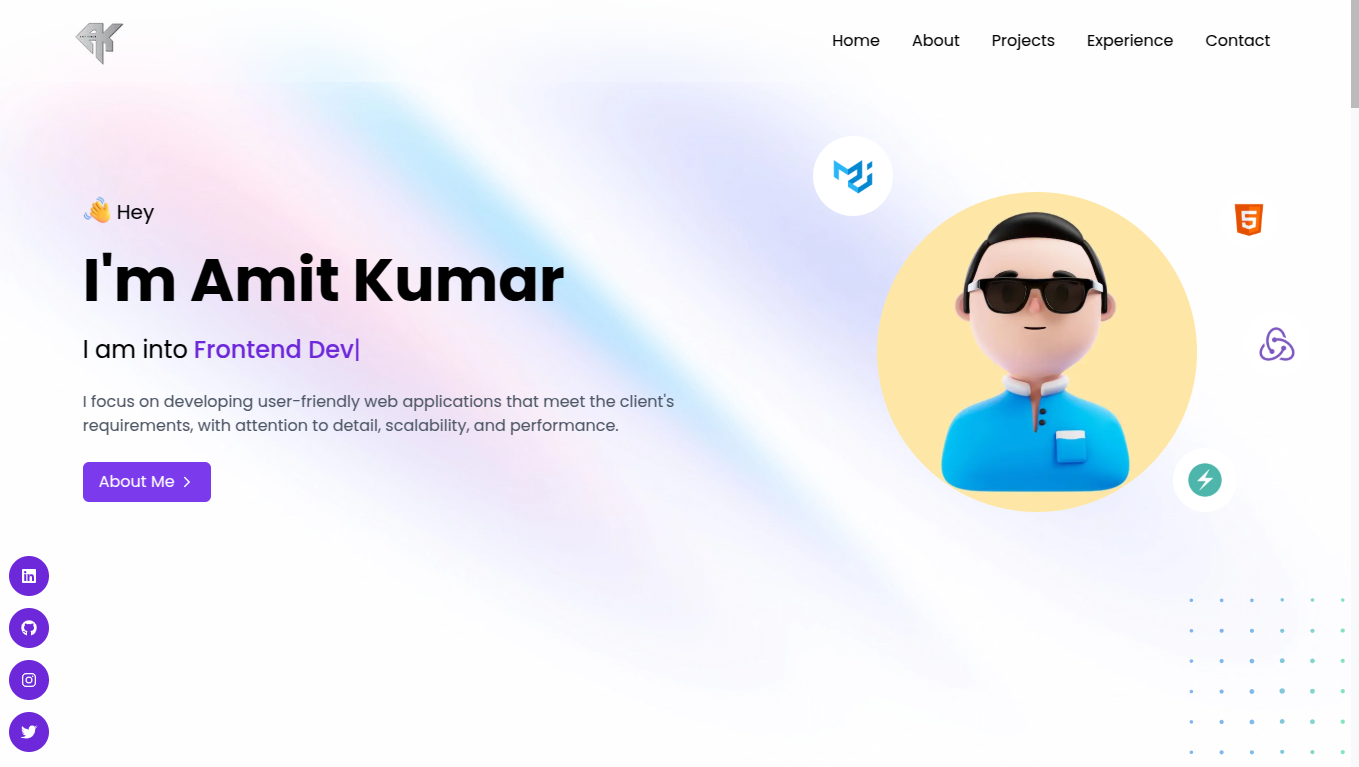 Home About Projects Experience Contact
👋 Hey
I'm Amit Kumar
I am into Frontend Dev|
I focus on developing user-friendly web applications that meet the client's
requirements, with attention to detail, scalability, and performance.
About Me >